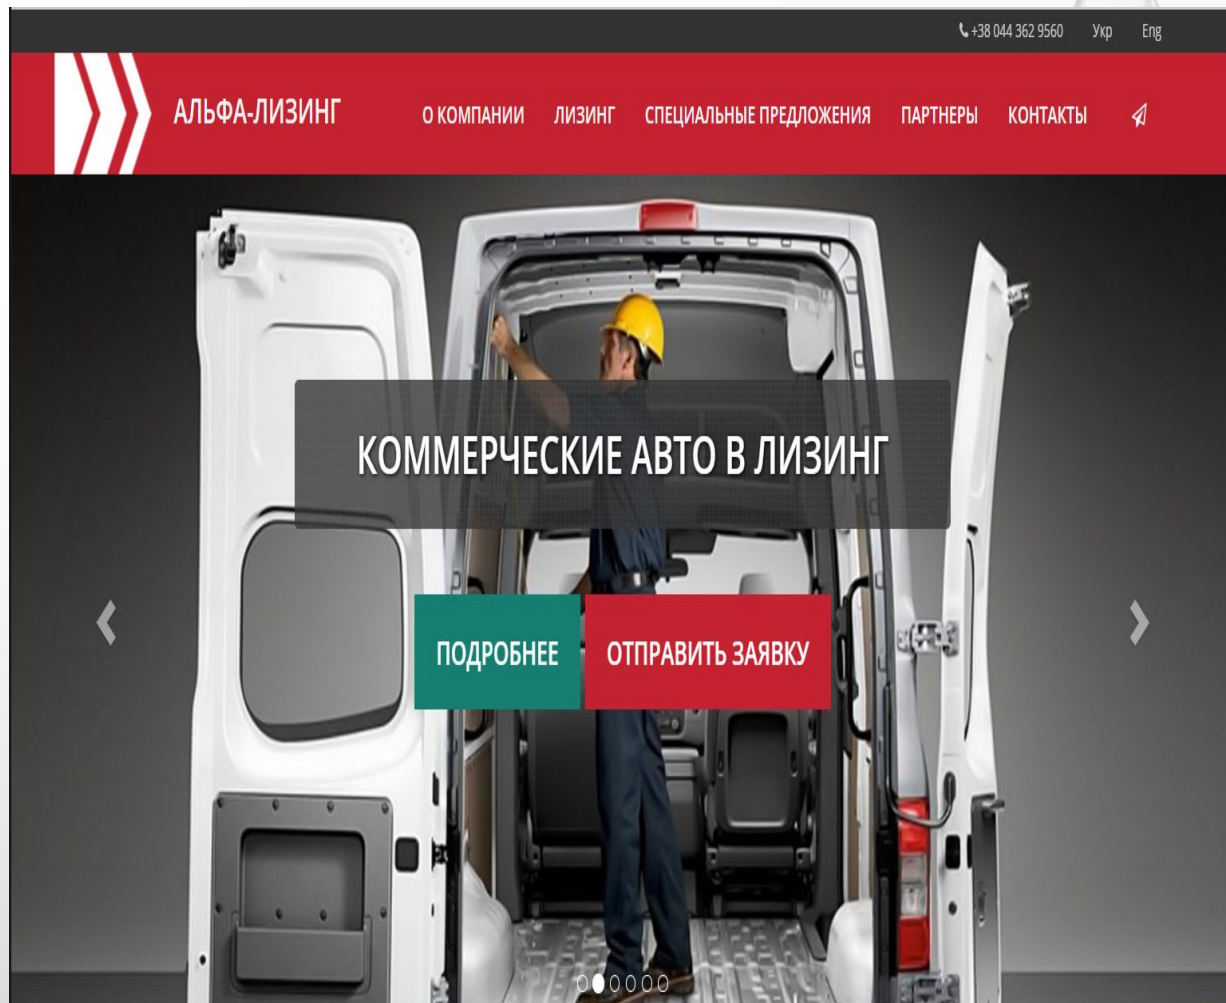 +38 044 362 9560 Укр Eng
АЛЬФА-ЛИЗИНГ О КОМПАНИИ ЛИЗИНГ СПЕЦИАЛЬНЫЕ ПРЕДЛОЖЕНИЯ ПАРТНЕРЫ КОНТАКТЫ
КОММЕРЧЕСКИЕ АВТО В ЛИЗИНГ
ПОДРОБНЕЕ ОТПРАВИТЬ ЗАЯВКУ